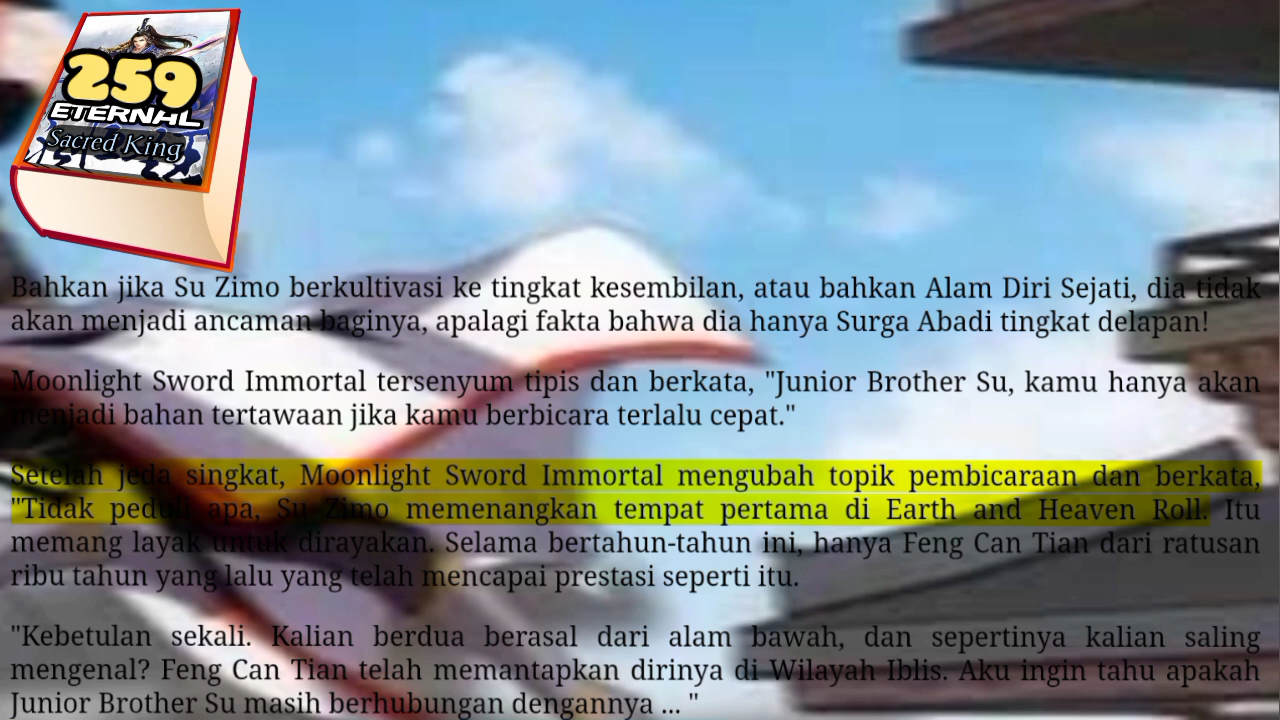 259
ETERNAL
Sacred King
Bahkan jika Su Zimo berkultivasi ke tingkat kesembilan, atau bahkan Alam Diri Sejati, dia tidak
akan menjadi ancaman baginya, apalagi fakta bahwa dia hanya Surga Abadi tingkat delapan!
Moonlight Sword Immortal tersenyum tipis dan berkata, "Junior Brother Su, kamu hanya akan
menjadi bahan tertawaan jika kamu berbicara terlalu cepat."
Setelah jeda singkat, Moonlight Sword Immortal mengubah topik pembicaraan dan berkata,
"Tidak peduli apa, Su Zimo memenangkan tempat pertama di Earth and Heaven Roll. Itu
memang layak untuk dirayakan. Selama bertahun-tahun ini, hanya Feng Can Tian dari ratusan
ribu tahun yang lalu yang telah mencapai prestasi seperti itu.
"Kebetulan sekali. Kalian berdua berasal dari alam bawah, dan sepertinya kalian saling
mengenal? Feng Can Tian telah memantapkan dirinya di Wilayah Iblis. Aku ingin tahu apakah
Junior Brother Su masih berhubungan dengannya ... "